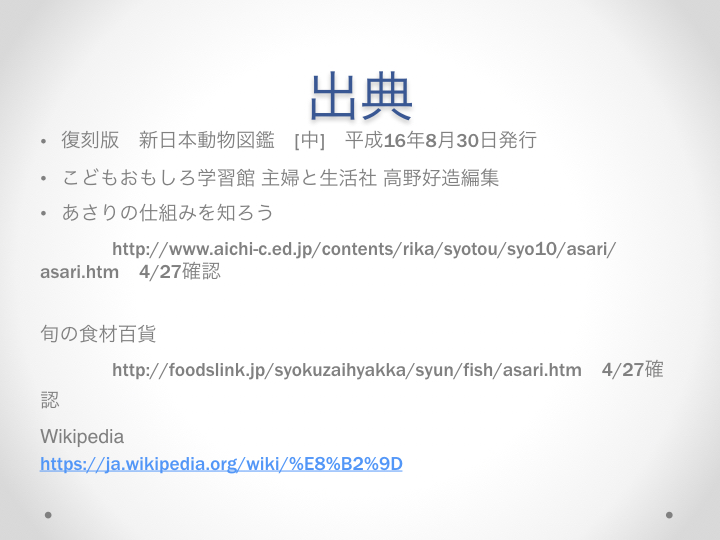 出典
• 復刻版　新日本動物図鑑　[中]　平成16年8月30日発行
• こどもおもしろ学習館 主婦と生活社 高野好造編集
• あさりの仕組みを知ろう
http://www.aichi-c.ed.jp/contents/rika/syotou/syo10/asari/
asari.htm　4/27確認
旬の食材百貨
http://foodslink.jp/syokuzaihyakka/syun/fish/asari.htm　4/27確
認
Wikipedia
https://ja.wikipedia.org/wiki/%E8%B2%9D